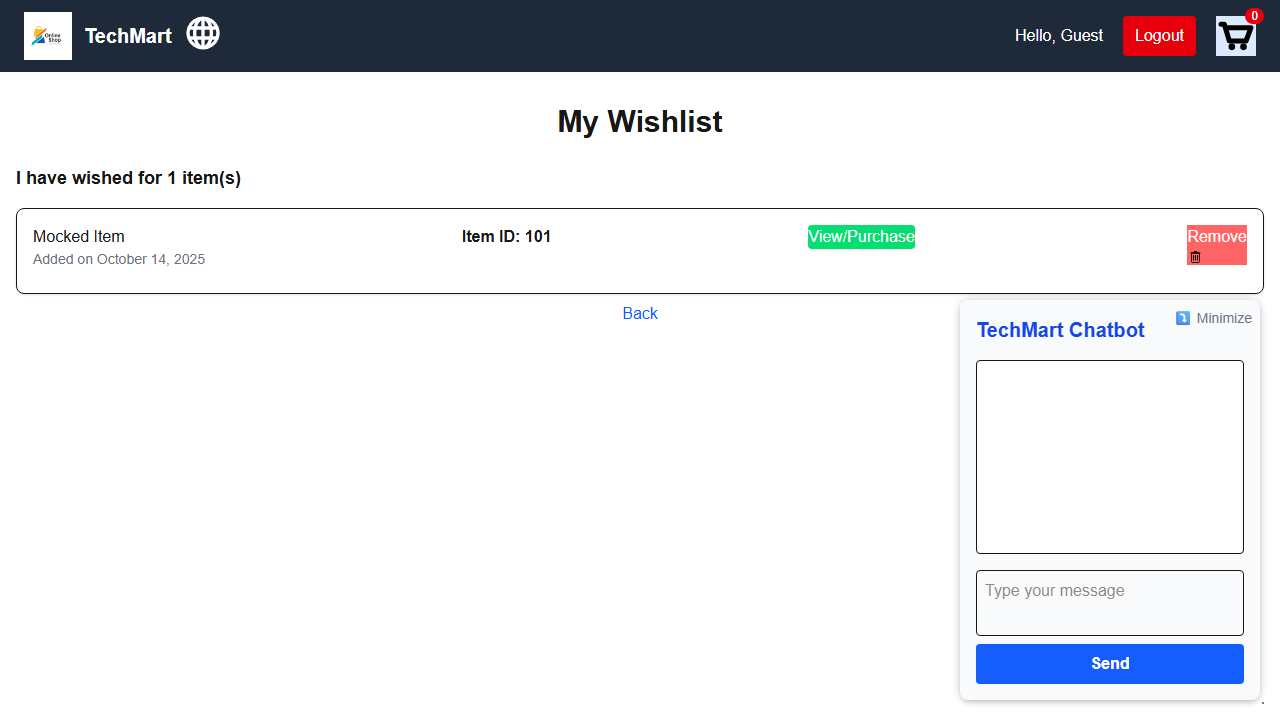 Online
Shop
TechMart
Hello, Guest
Logout
0
My Wishlist
I have wished for 1 item(s)
Mocked Item
Added on October 14, 2025
Item ID: 101
View/Purchase
Remove
Back
TechMart Chatbot
Minimize
Type your message
Send
.